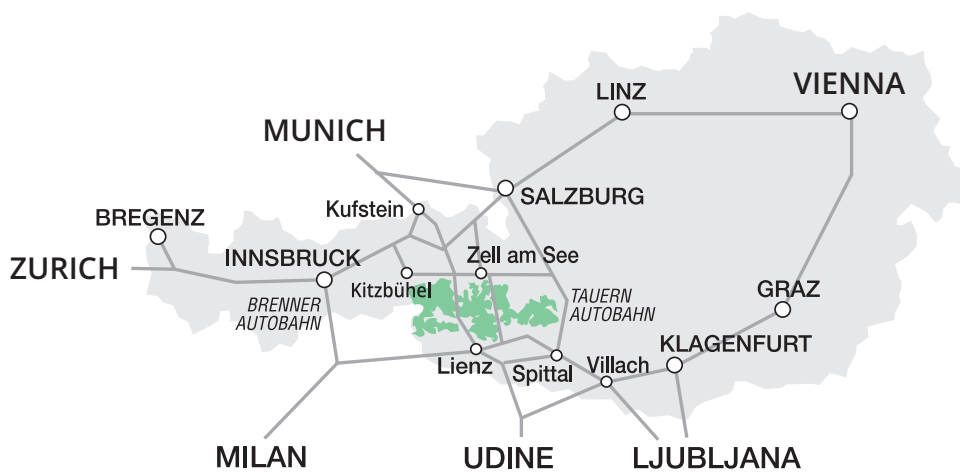 VIENNA
LINZ
MUNICH
SALZBURG
Kufstein
BREGENZ
Zell am See
INNSBRUCK
ZURICH
Kitzbühel
BRENNER
AUTOBAHN
TAUERN
AUTOBAHN
GRAZ
KLAGENFURT
Lienz
Spittal
Villach
MILAN
UDINE
LJUBLJANA